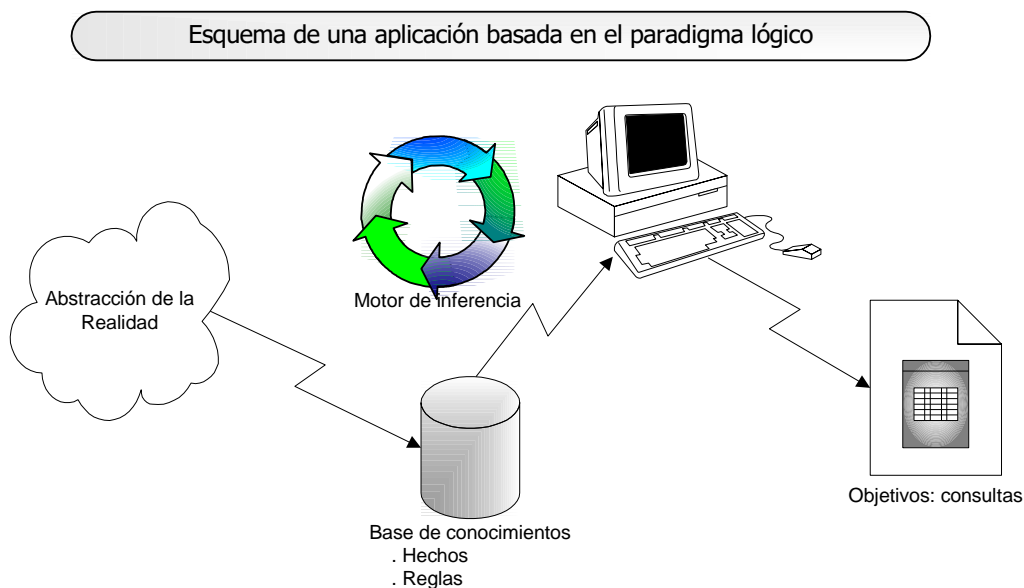 Esquema de una aplicación basada en el paradigma lógico
Abstracción de la
Realidad
Motor de inferencia
Base de conocimientos
. Hechos
. Reglas
Objetivos: consultas